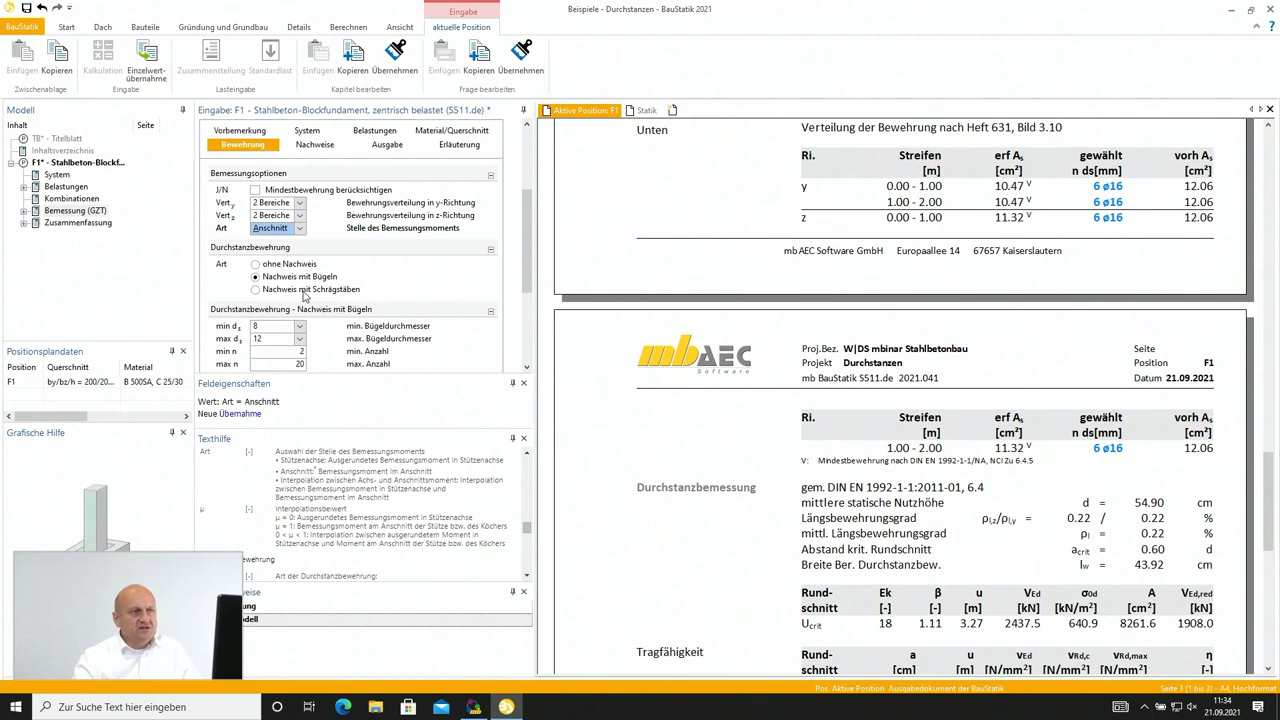 Beispiele - Durchstanzen - BauStatik 2021
Eingabe
BauStatik
Start
Dach
Bauteile
Gründung und Grundbau
Details
Berechnen
Ansicht
aktuelle Position
Einfügen
Kopieren
Kalkulation
Einzelwert-
übernahme
Zusammenstellung
Standardlast
Einfügen
Kopieren
Übernehmen
Einfügen
Kopieren
Übernehmen
Zwischenablage
Eingabe
Lasteingabe
Kapitel bearbeiten
Frage bearbeiten
Modell
Inhalt Seite
TB* - Titelblatt
Inhaltsverzeichnis
F1* - Stahlbeton-Blockf...
System
Belastungen
Kombinationen
Bemessung (GZT)
Zusammenfassung
Positionsplandaten
Position Querschnitt Material
F1 by/bz/h = 200/20... B 500SA, C 25/30
Grafische Hilfe
Eingabe: F1 - Stahlbeton-Blockfundament, zentrisch belastet (S511.de) *
Vorbemerkung System Belastungen Material/Querschnitt
Bewehrung Nachweise Ausgabe Erläuterung
Bemessungsoptionen
J/N Mindestbewehrung berücksichtigen
Vert y 2 Bereiche Bewehrungsverteilung in y-Richtung
Vert z 2 Bereiche Bewehrungsverteilung in z-Richtung
Art Anschnitt Stelle des Bemessungsmoments
Durchstanzbewehrung
Art ohne Nachweis
Nachweis mit Bügeln
Nachweis mit Schrägstäben
Durchstanzbewehrung - Nachweis mit Bügeln
min ds 8 min. Bügeldurchmesser
max ds 12 max. Bügeldurchmesser
min n 2 min. Anzahl
max n 20 max. Anzahl
Feldeigenschaften
Wert: Art = Anschnitt
Neue Übernahme
Texthilfe
Art [-] Auswahl der Stelle des Bemessungsmoments
• Stützenachse: Ausgerundetes Bemessungsmoment in Stützenachse
• Anschnitt* Bemessungsmoment im Anschnitt
• Interpolation zwischen Achs- und Anschnittsmoment: Interpolation
zwischen Bemessungsmoment in Stützenachse und
Bemessungsmoment im Anschnitt
μ [-] Interpolationsbeiwert
μ = 0: Ausgerundetes Bemessungsmoment in Stützenachse
μ = 1: Bemessungsmoment am Anschnitt der Stütze bzw. des Köchers
0 < μ < 1: Interpolation zwischen ausgerundetem Moment in
Stützenachse und Moment am Anschnitt der Stütze bzw. des Köchers
ewehrung
[-] Art der Durchstanzbewehrung:
weise
ung
odell
Aktive Position: F1
Statik
Unten Verteilung der Bewehrung nach Heft 631, Bild 3.10
Ri. Streifen erf As gewählt vorh As
[m] [cm²] n ds[mm] [cm²]
y 0.00 - 1.00 10.47 V 6 ø16 12.06
1.00 - 2.00 10.47 V 6 ø16 12.06
z 0.00 - 1.00 11.32 V 6 ø16 12.06
mb AEC Software GmbH Europaallee 14 67657 Kaiserslautern
mb AEC
Software
Proj.Bez. W|DS mbinar Stahlbetonbau Seite
Projekt Durchstanzen Position F1
mb BauStatik S511.de 2021.041 Datum 21.09.2021
Ri. Streifen erf As gewählt vorh As
[m] [cm²] n ds[mm] [cm²]
1.00 - 2.00 11.32 V 6 ø16 12.06
V: Mindestbewehrung nach DIN EN 1992-1-1/NA, NCI Zu 6.4.5
Durchstanzbemessung gem. DIN EN 1992-1-1:2011-01, 6.4
mittlere statische Nutzhöhe d = 54.90 cm
Längsbewehrungsgrad ρl,z/ρl,y = 0.22 / 0.22 %
mittl. Längsbewehrungsgrad ρl = 0.22 %
Abstand krit. Rundschnitt acrit = 0.60 d
Breite Ber. Durchstanzbew. lw = 43.92 cm
Rund- Ek β u VEd σ0d A VEd,red
schnitt [-] [-] [m] [kN] [kN/m²] [cm²] [kN]
Ucrit 18 1.11 3.27 2437.5 640.9 8261.6 1908.0
Tragfähigkeit
Rund- a u vEd vRd,c vRd,max η
schnitt [cm] [m] [N/mm²] [N/mm²] [N/mm²] [-]
Pos. Aktive Position: Ausgabedokument der BauStatik
Seite 3 (1 bis 3) - A4, Hochformat
Zur Suche Text hier eingeben
11:34
21.09.2021